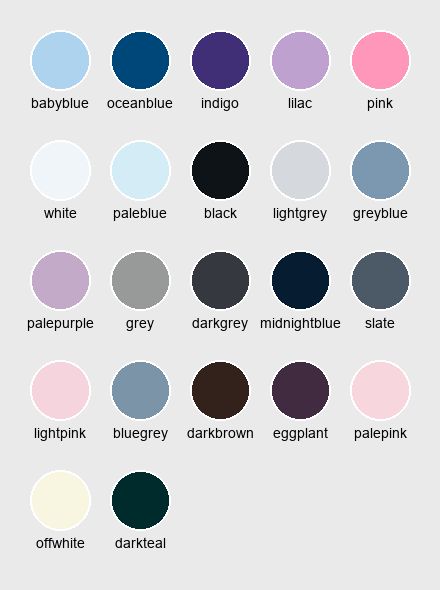 babyblue oceanblue indigo lilac pink
white paleblue black lightgrey greyblue
palepurple grey darkgrey midnightblue slate
lightpink bluegrey darkbrown eggplant palepink
offwhite darkteal